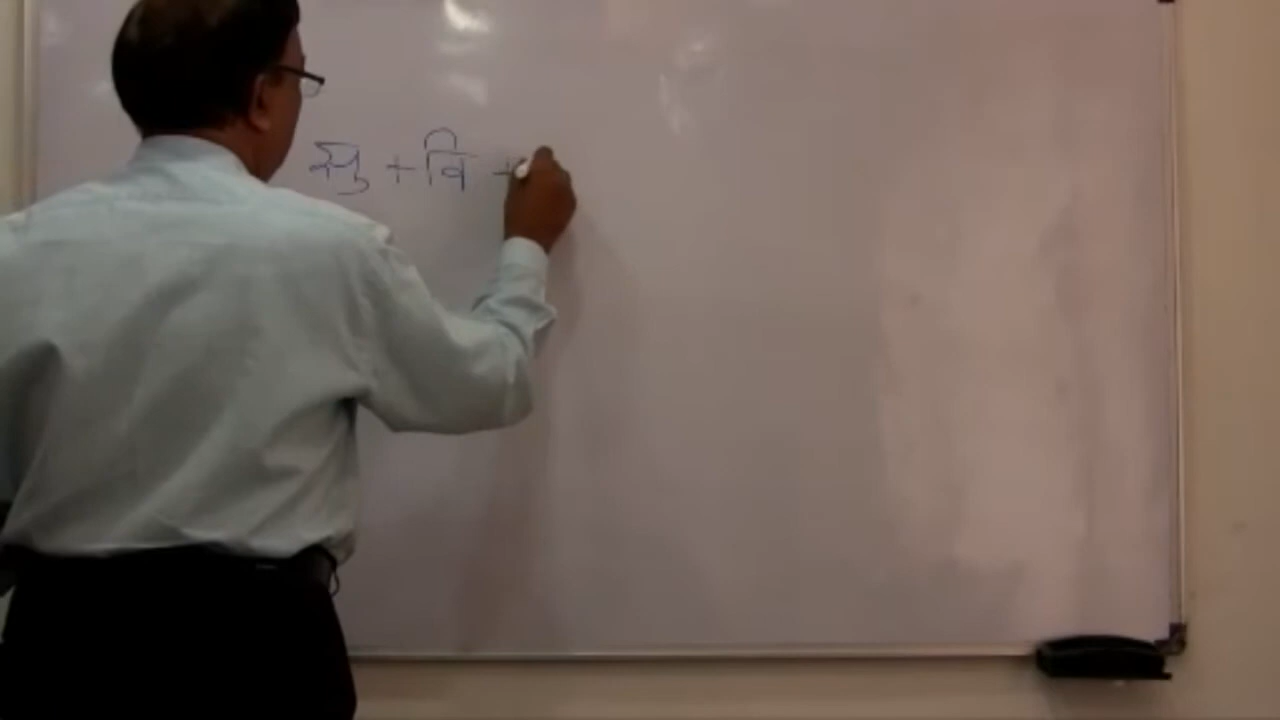 सु + वि +